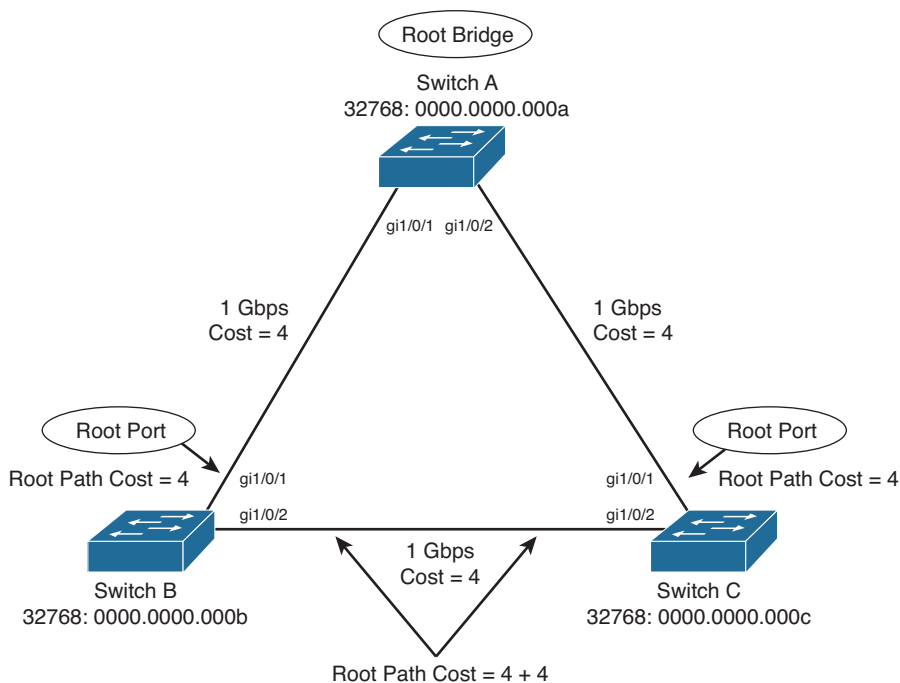 Root Bridge
Switch A
32768: 0000.0000.000a
gi1/0/1 gi1/0/2
1 Gbps
Cost = 4
1 Gbps
Cost = 4
Root Port
Root Path Cost = 4
Root Port
Root Path Cost = 4
gi1/0/1
gi1/0/2
gi1/0/1
gi1/0/2
1 Gbps
Cost = 4
Switch B
32768: 0000.0000.000b
Switch C
32768: 0000.0000.000c
Root Path Cost = 4 + 4